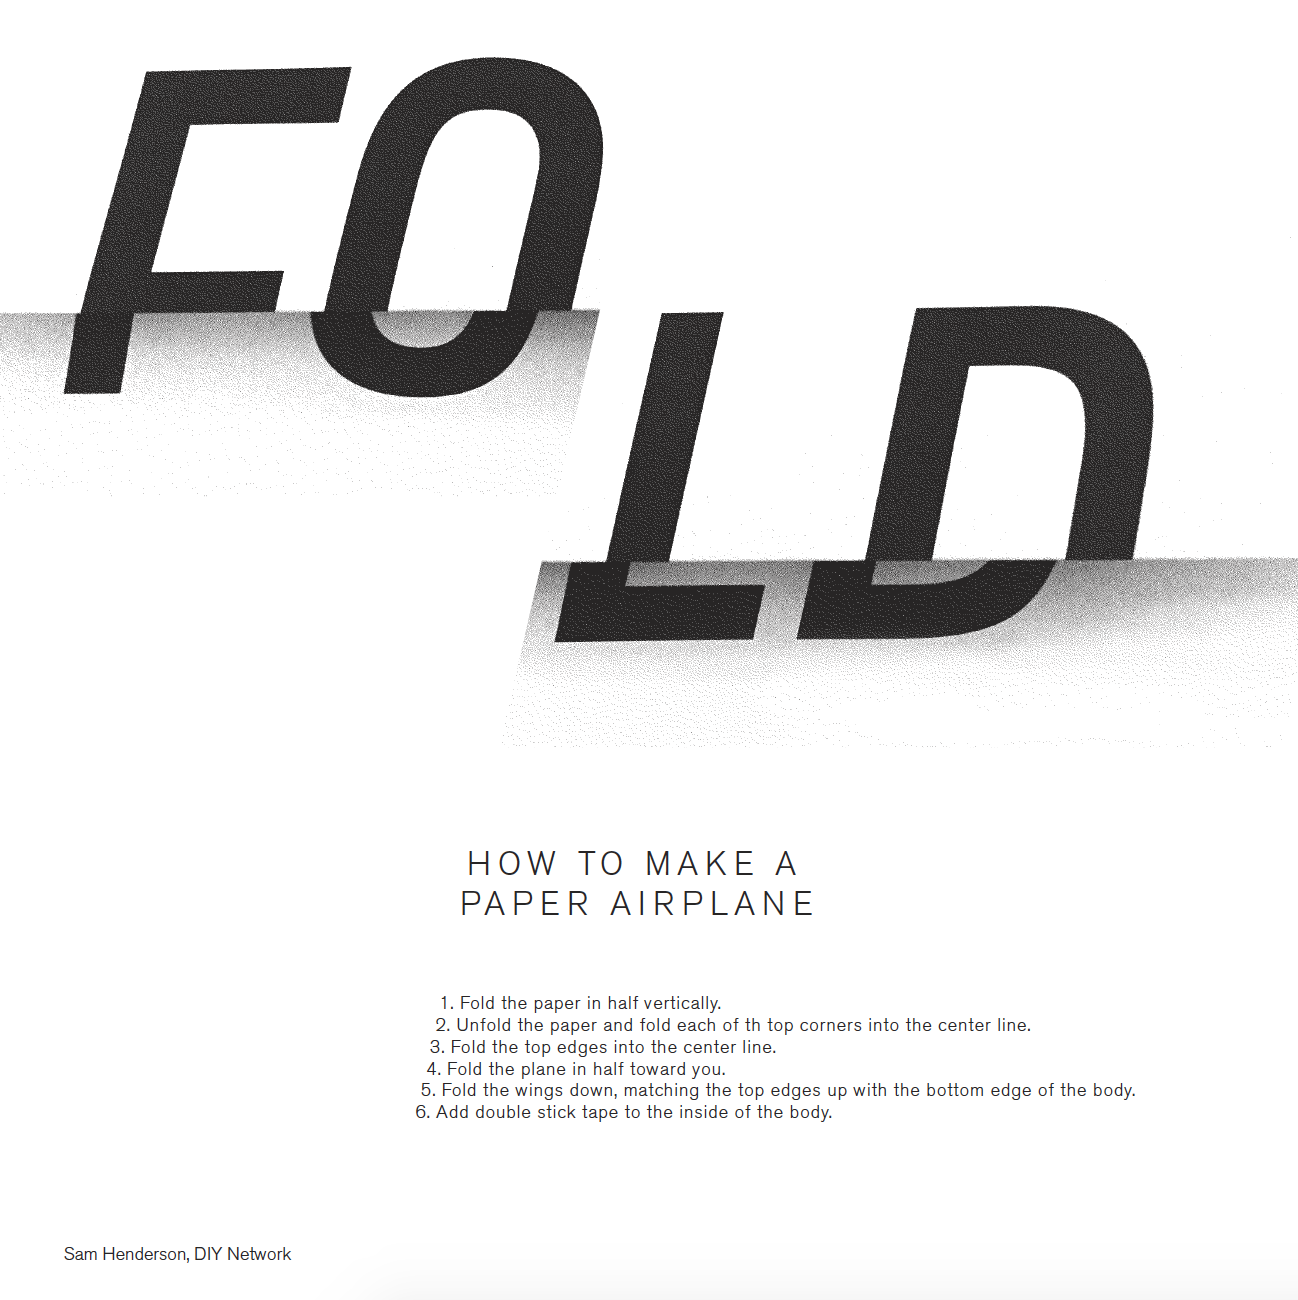 FO
LD
HOW TO MAKE A
PAPER AIRPLANE
1. Fold the paper in half vertically.
2. Unfold the paper and fold each of th top corners into the center line.
3. Fold the top edges into the center line.
4. Fold the plane in half toward you.
5. Fold the wings down, matching the top edges up with the bottom edge of the body.
6. Add double stick tape to the inside of the body.
Sam Henderson, DIY Network